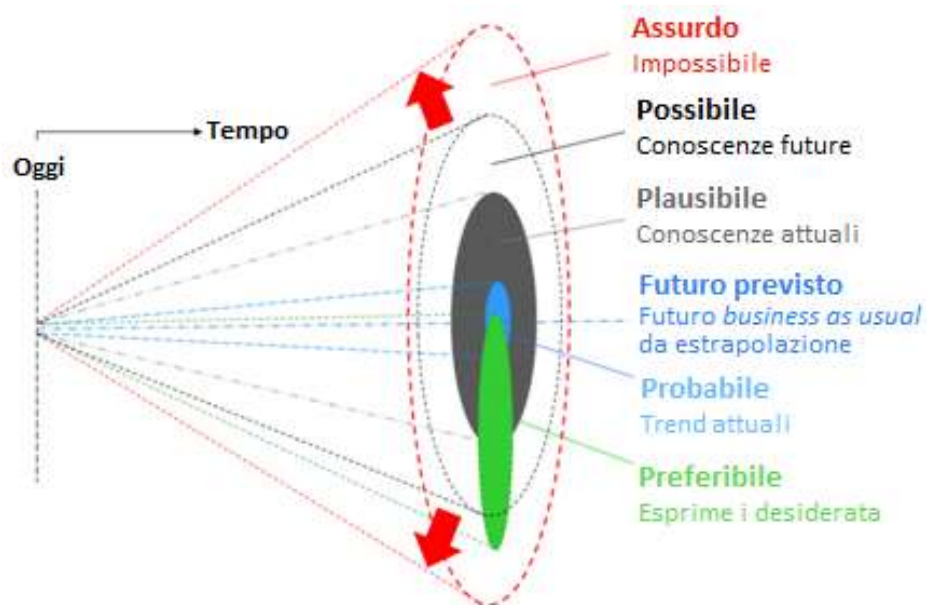 Assurdo
Impossibile
Tempo
Oggi
Possibile
Conoscenze future
Plausibile
Conoscenze attuali
Futuro previsto
Futuro business as usual
da estrapolazione
Probabile
Trend attuali
Preferibile
Esprime i desiderata